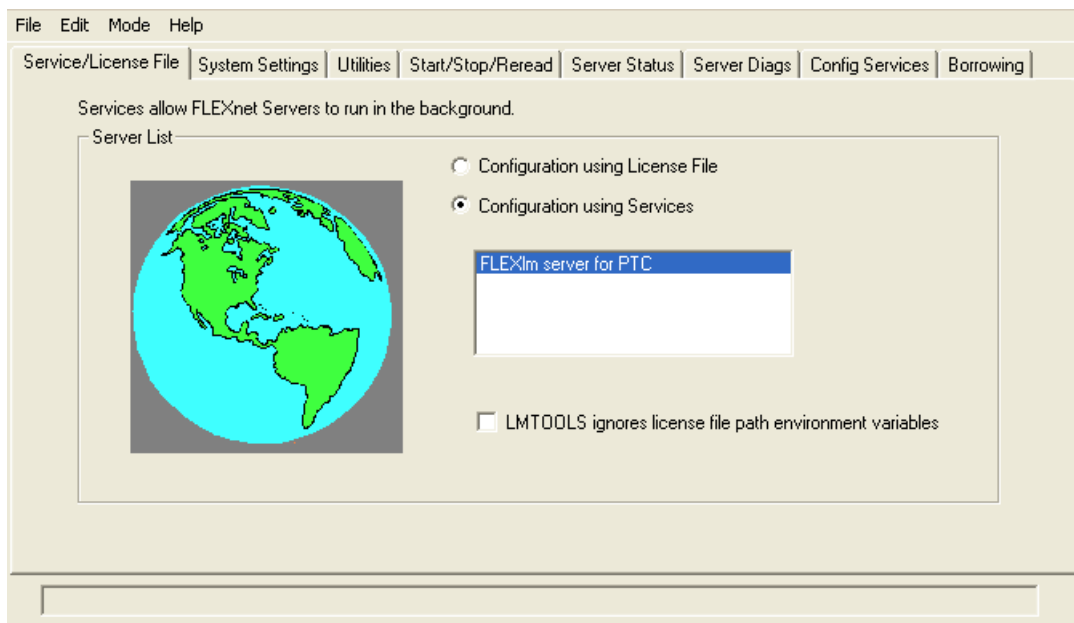 File Edit Mode Help
Service/License File System Settings Utilities Start/Stop/Reread Server Status Server Diags Config Services Borrowing
Services allow FLEXnet Servers to run in the background.
Server List
Configuration using License File
Configuration using Services
FLEXlm server for PTC
LMTOOLS ignores license file path environment variables